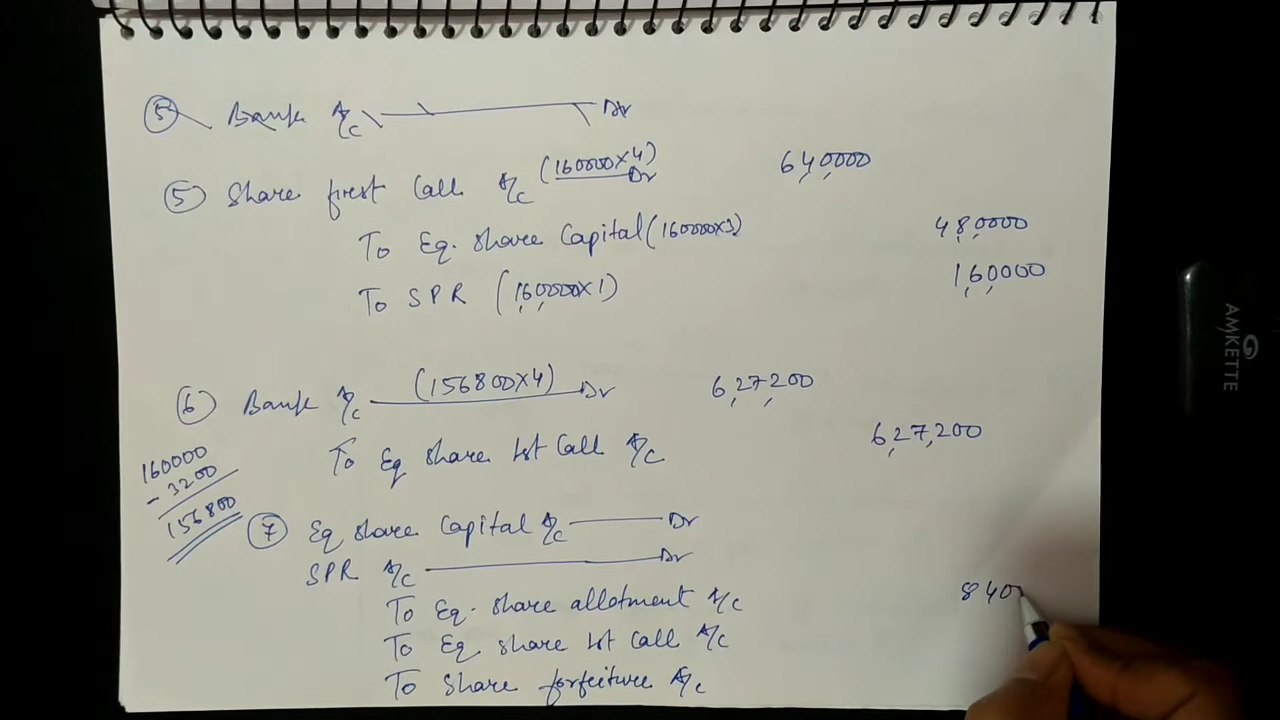 5 Bank A/c Dr
5 Share first Call A/c (160000×4) Dr 640000
To Eq. Share Capital (160000×3) 480000
To SPR (160000×1) 160000
6 Bank A/c (156800×4) Dr 6,27,200
To Eq Share 1st Call A/c 6,27,200
160000
- 3200
156800
7 Eq Share Capital A/c Dr
SPR A/c Dr
To Eq. Share allotment A/c 840
To Eq Share 1st Call A/c
To Share forfeiture A/c
AMKETTE